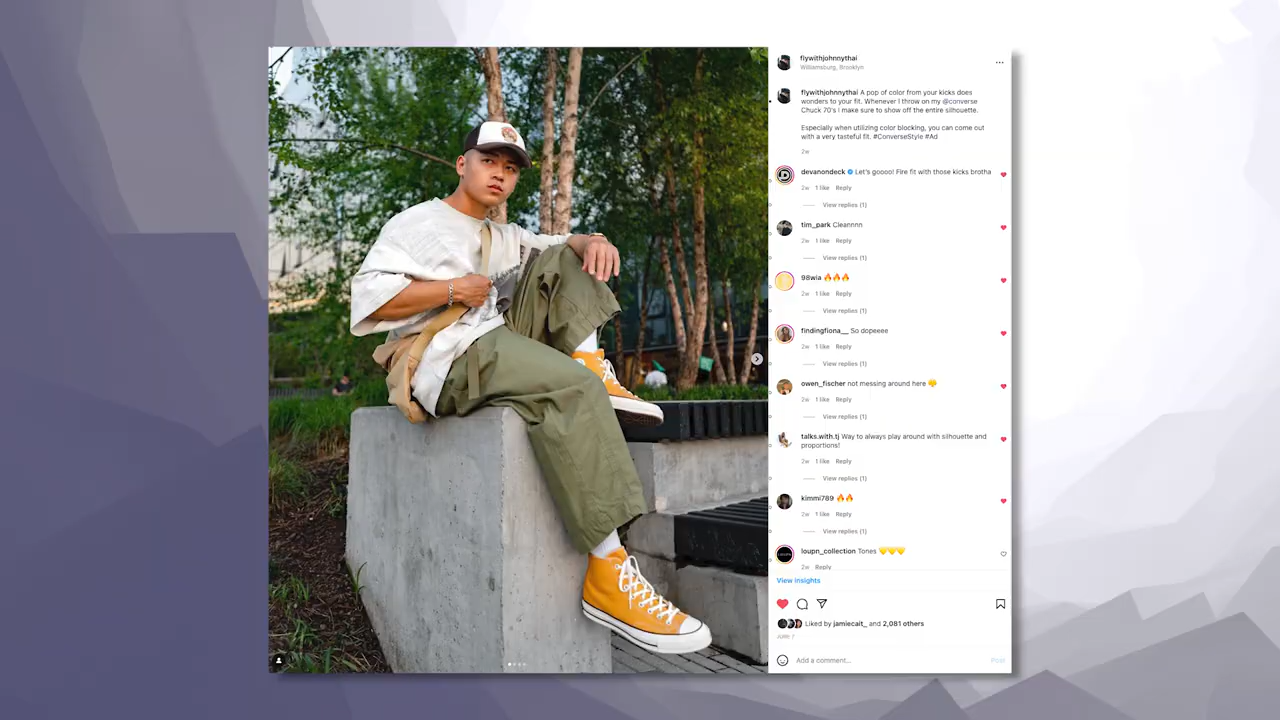 flywithjohnnythai
Williamsburg, Brooklyn
flywithjohnnythai A pop of color from your kicks does
wonders to your fit. Whenever I throw on my @converse
Chuck 70's I make sure to show off the entire silhouette.
Especially when utilizing color blocking, you can come out
with a very tasteful fit. #ConverseStyle #Ad
2w
devanondeck Let's goooo! Fire fit with those kicks brotha
2w 1 like Reply
View replies (1)
tim_park Cleannnn
2w 1 like Reply
View replies (1)
98wia 🔥🔥🔥
2w 1 like Reply
View replies (1)
findingfiona__ So dopeeee
2w 1 like Reply
View replies (1)
owen_fischer not messing around here
2w 1 like Reply
View replies (1)
talks.with.tj Way to always play around with silhouette and
proportions!
2w 1 like Reply
View replies (1)
kimmi789 🔥🔥
2w 1 like Reply
View replies (1)
loupn_collection Tones 💛💛💛
2w Reply
View insights
Liked by jamiecait_ and 2,081 others
JUNE 7
Add a comment...
Post